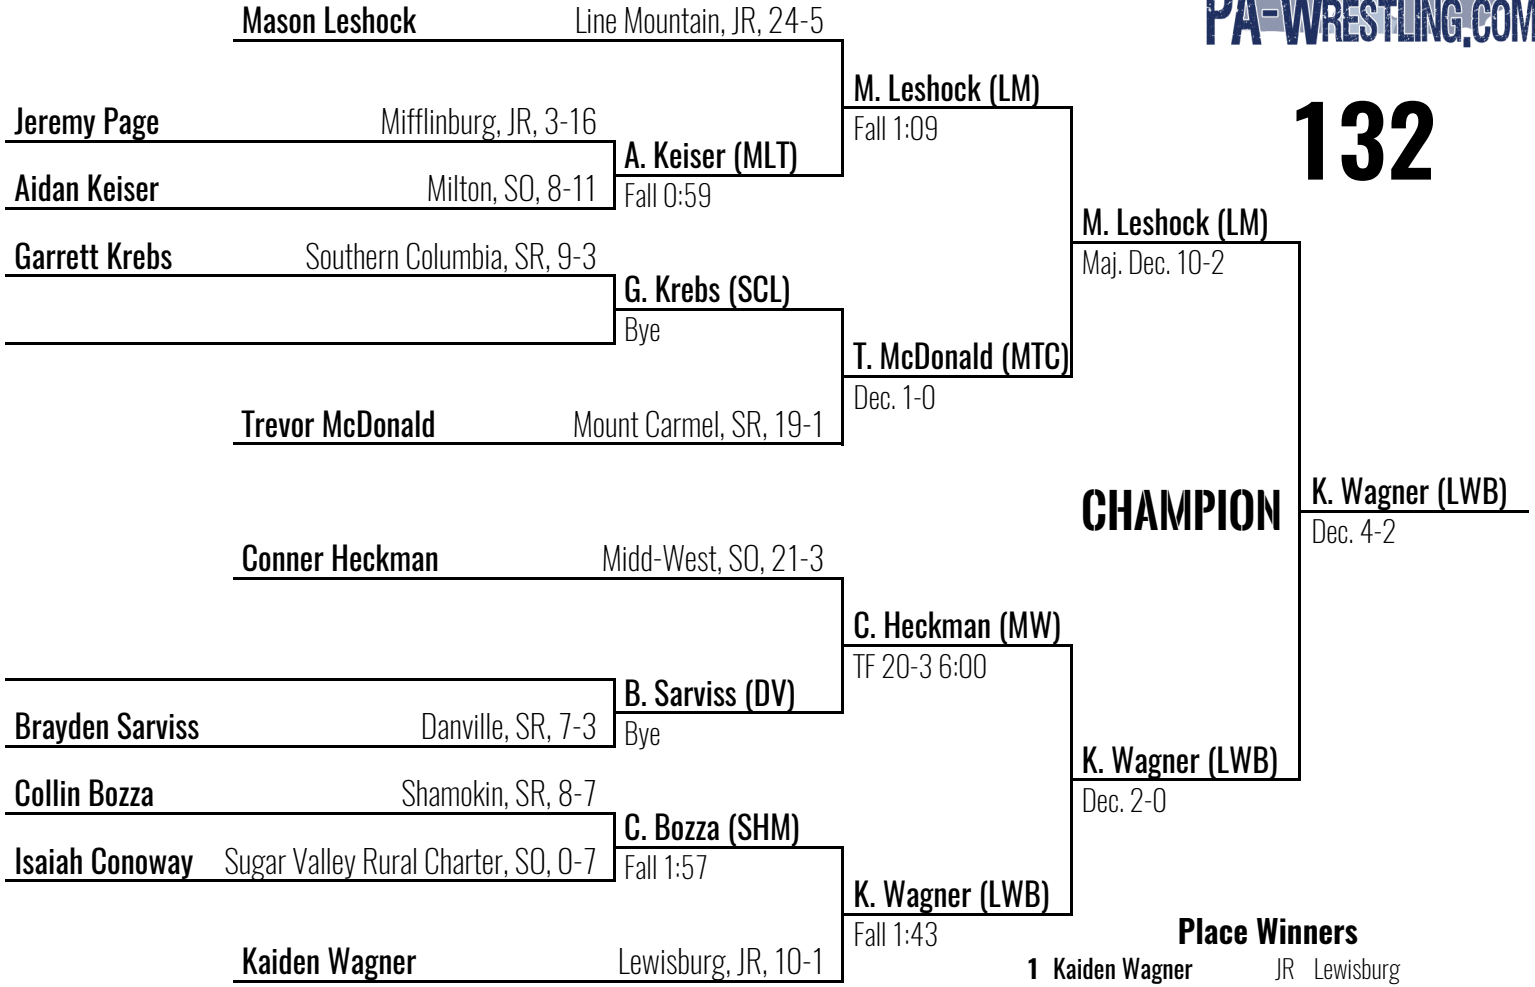 PA-WRESTLING.COM
132
Mason Leshock Line Mountain, JR, 24-5
M. Leshock (LM)
Fall 1:09
Jeremy Page Mifflinburg, JR, 3-16
A. Keiser (MLT)
Fall 0:59
Aidan Keiser Milton, SO, 8-11
M. Leshock (LM)
Maj. Dec. 10-2
Garrett Krebs Southern Columbia, SR, 9-3
G. Krebs (SCL)
Bye
T. McDonald (MTC)
Dec. 1-0
Trevor McDonald Mount Carmel, SR, 19-1
CHAMPION
K. Wagner (LWB)
Dec. 4-2
Conner Heckman Midd-West, SO, 21-3
C. Heckman (MW)
TF 20-3 6:00
B. Sarviss (DV)
Bye
Brayden Sarviss Danville, SR, 7-3
K. Wagner (LWB)
Dec. 2-0
Collin Bozza Shamokin, SR, 8-7
C. Bozza (SHM)
Fall 1:57
Isaiah Conoway Sugar Valley Rural Charter, SO, 0-7
K. Wagner (LWB)
Fall 1:43
Kaiden Wagner Lewisburg, JR, 10-1
Place Winners
1 Kaiden Wagner JR Lewisburg